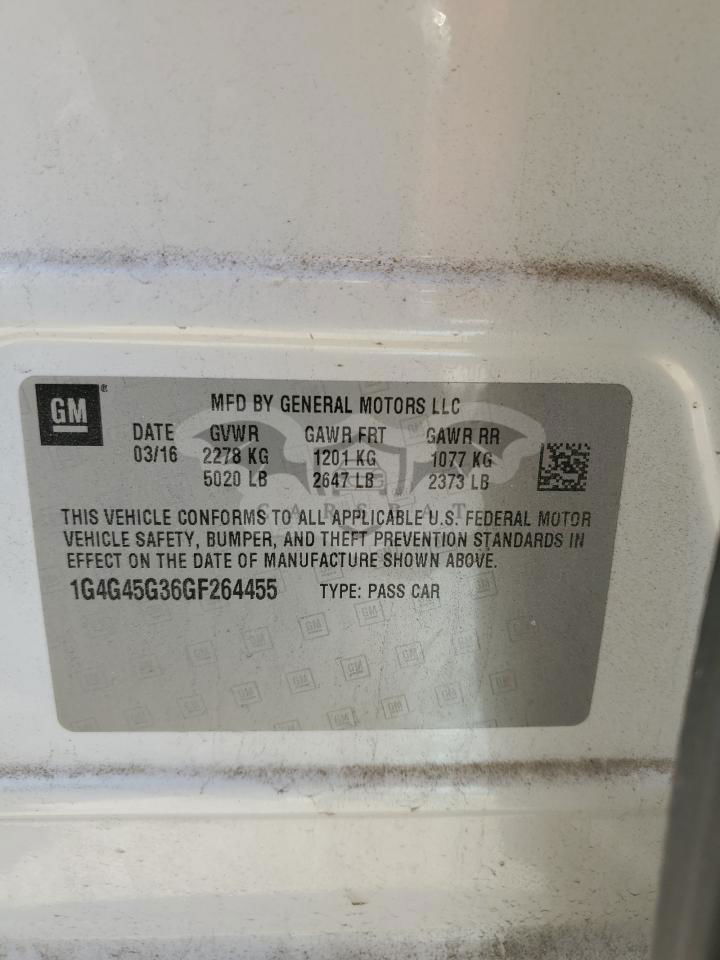 GM®
MFD BY GENERAL MOTORS LLC
DATE GVWR GAWR FRT GAWR RR
03/16 2278 KG 1201 KG 1077 KG
5020 LB 2647 LB 2373 LB
CARSBAT
THIS VEHICLE CONFORMS TO ALL APPLICABLE U.S. FEDERAL MOTOR
VEHICLE SAFETY, BUMPER, AND THEFT PREVENTION STANDARDS IN
EFFECT ON THE DATE OF MANUFACTURE SHOWN ABOVE.
1G4G45G36GF264455 TYPE: PASS CAR